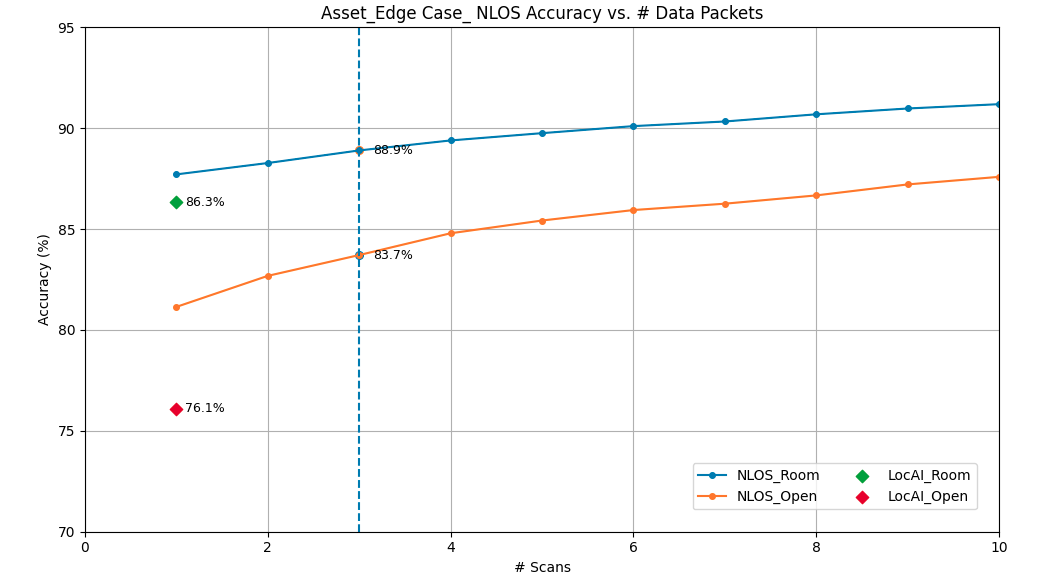 Asset_Edge Case_ NLOS Accuracy vs. # Data Packets
95
90
85
80
75
70
Accuracy (%)
88.9%
86.3%
83.7%
76.1%
NLOS_Room
NLOS_Open
LocAI_Room
LocAI_Open
0
2
4
6
8
10
# Scans